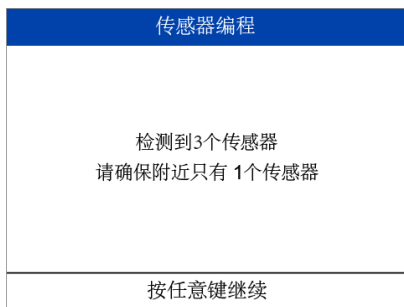 传感器编程
检测到3个传感器
请确保附近只有 1个传感器
按任意键继续